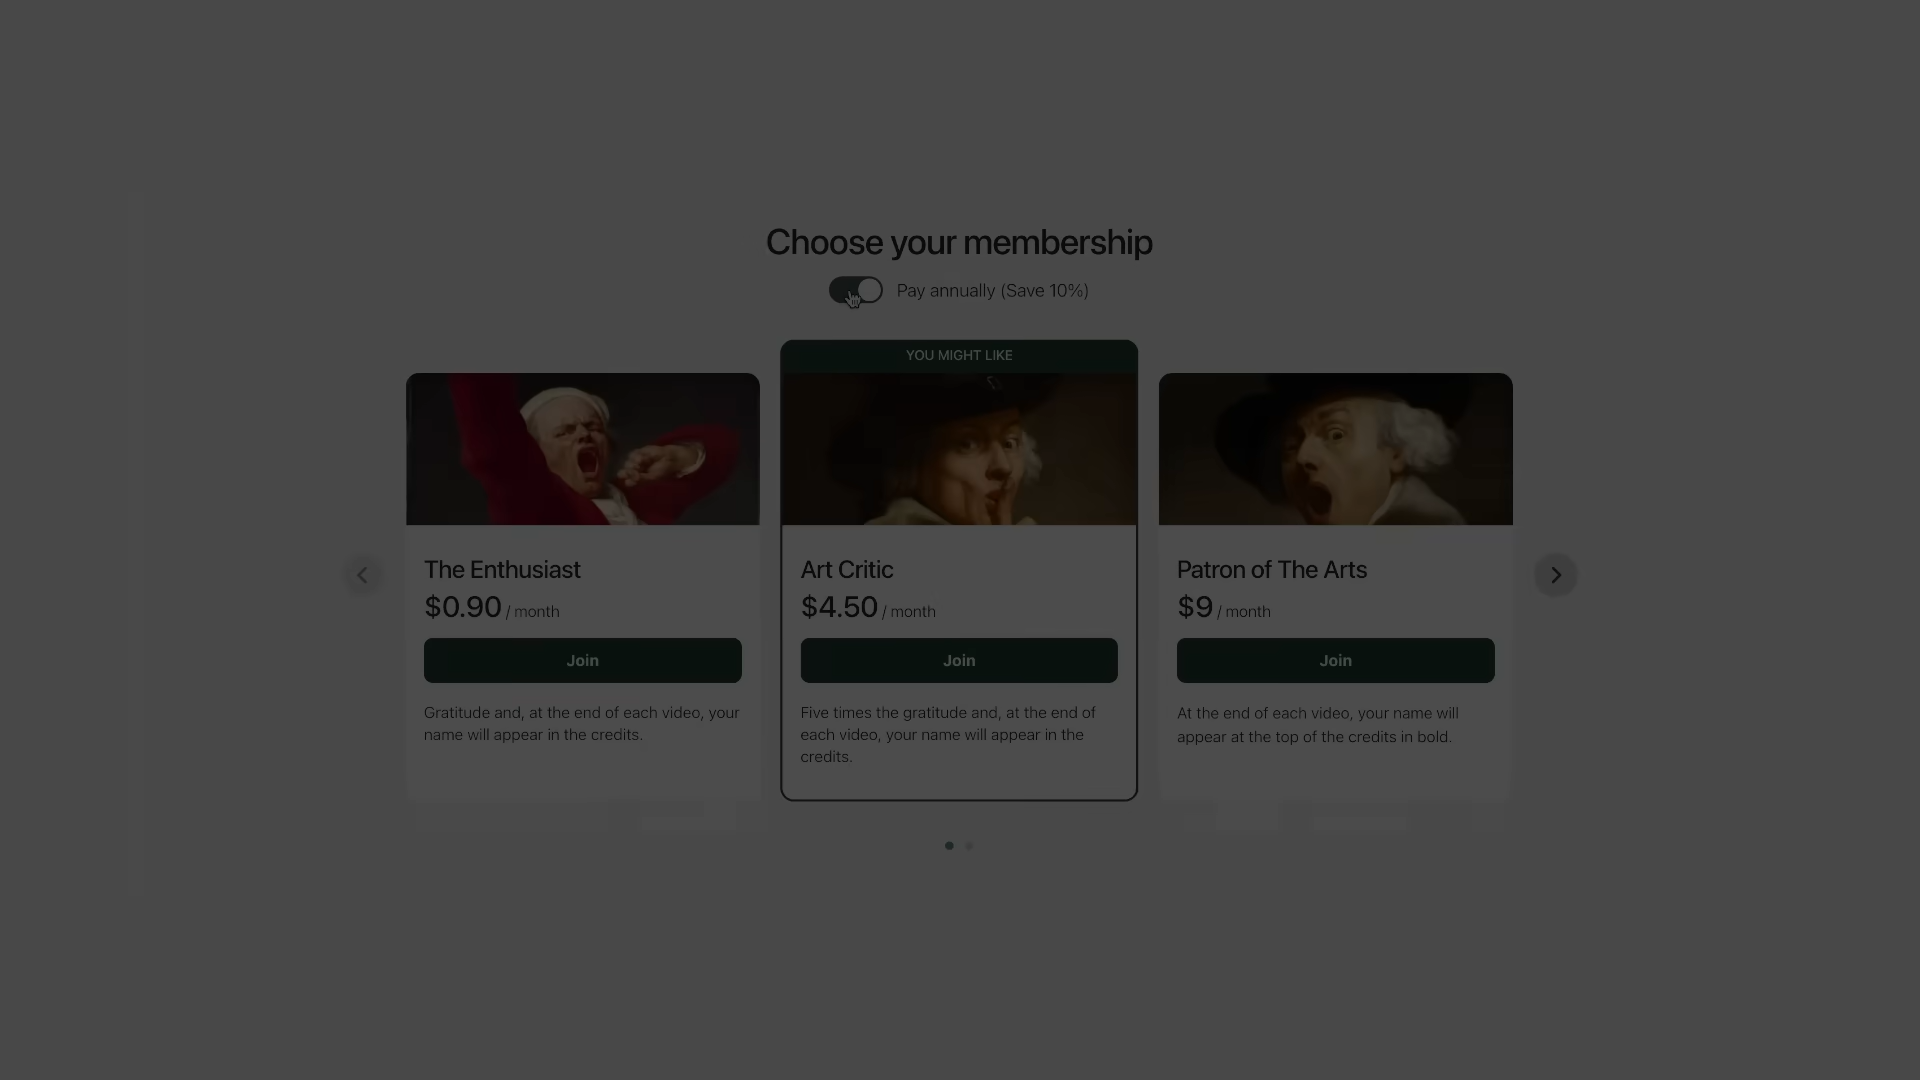 Choose your membership
Pay annually (Save 10%)
YOU MIGHT LIKE
The Enthusiast
$0.90 / month
Join
Gratitude and, at the end of each video, your
name will appear in the credits.
Art Critic
$4.50 / month
Join
Five times the gratitude and, at the end of
each video, your name will appear in the
credits.
Patron of The Arts
$9 / month
Join
At the end of each video, your name will
appear at the top of the credits in bold.